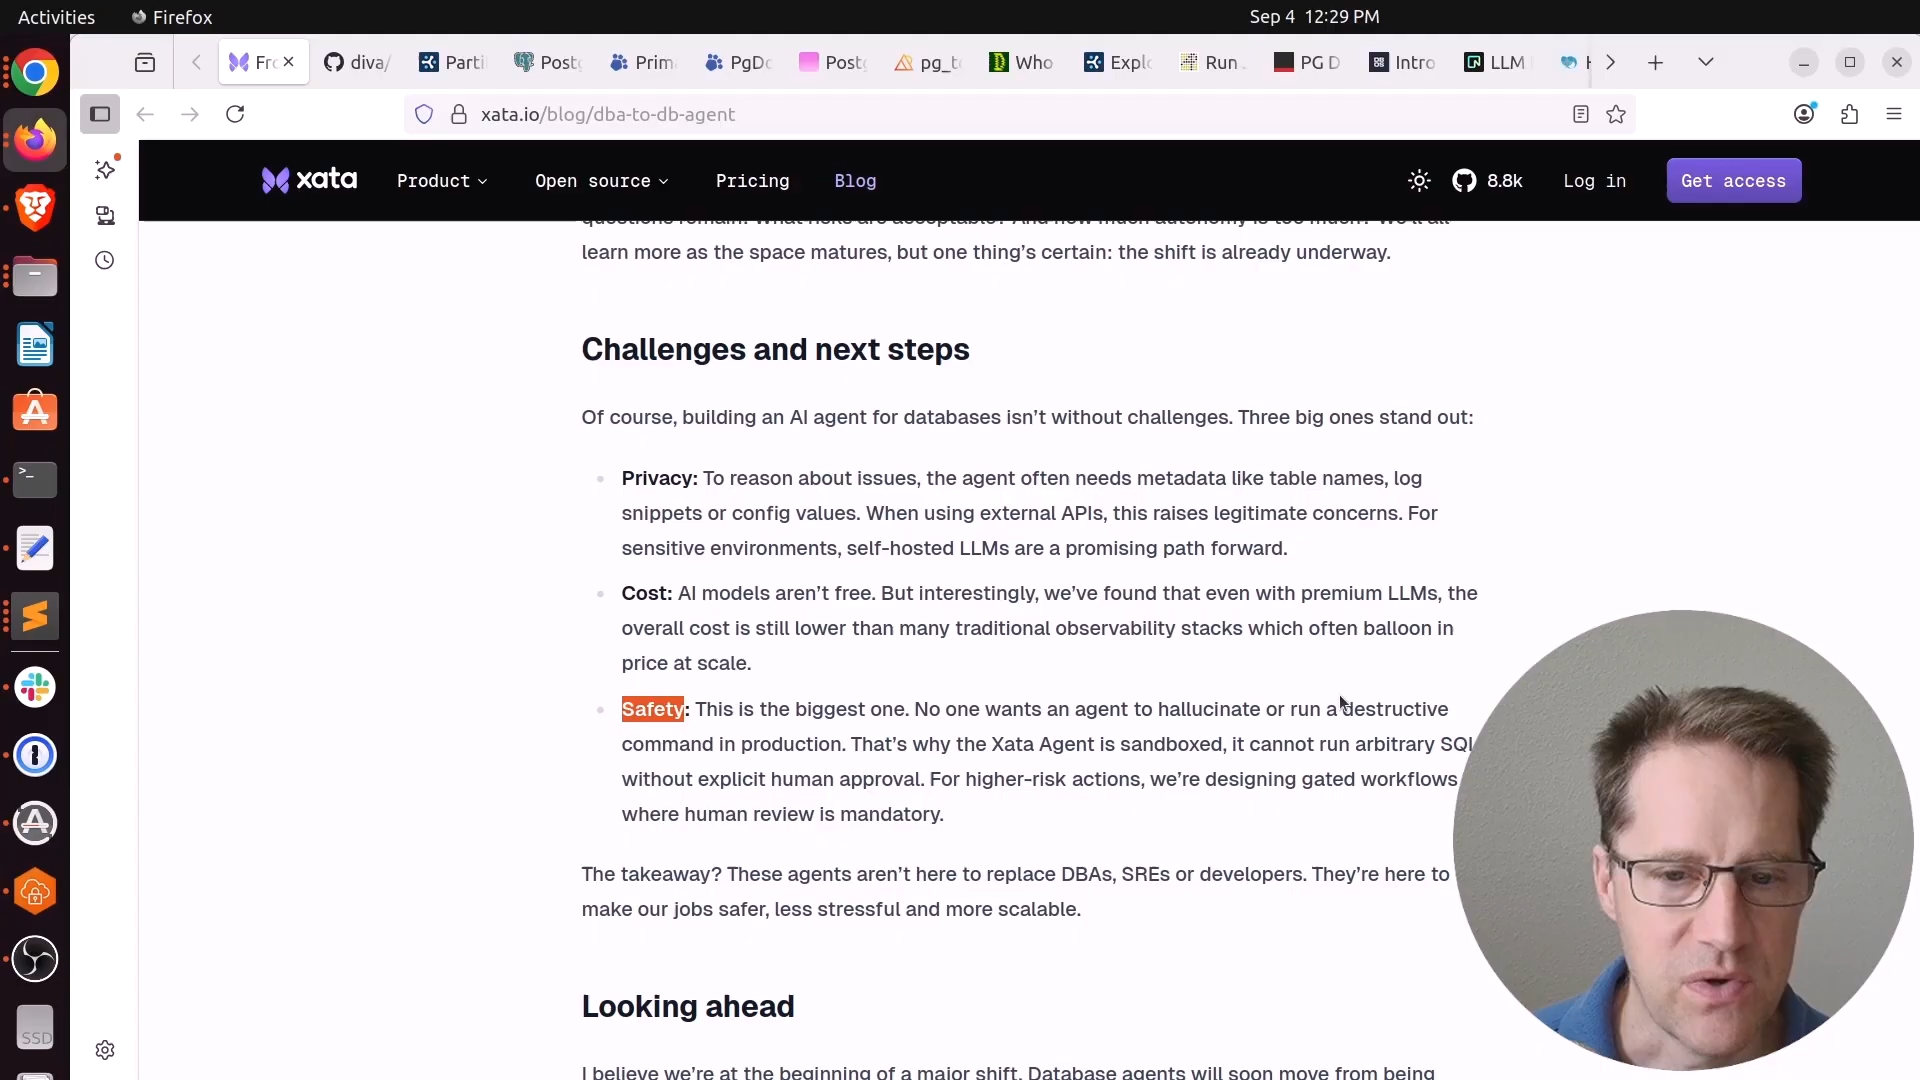 Activities
Firefox
Sep 4 12:29 PM
Fro
diva/
Parti
Postg
Prim
PgDo
Postg
pg_to
Who
Explo
Run
PG D
Intro
LLM
xata.io/blog/dba-to-db-agent
xata
Product
Open source
Pricing
Blog
8.8k
Log in
Get access
questions remain: What risks are acceptable? And how much autonomy is too much? We'll all
learn more as the space matures, but one thing's certain: the shift is already underway.
Challenges and next steps
Of course, building an AI agent for databases isn't without challenges. Three big ones stand out:
Privacy: To reason about issues, the agent often needs metadata like table names, log
snippets or config values. When using external APIs, this raises legitimate concerns. For
sensitive environments, self-hosted LLMs are a promising path forward.
Cost: AI models aren't free. But interestingly, we've found that even with premium LLMs, the
overall cost is still lower than many traditional observability stacks which often balloon in
price at scale.
Safety: This is the biggest one. No one wants an agent to hallucinate or run a destructive
command in production. That's why the Xata Agent is sandboxed, it cannot run arbitrary SQL
without explicit human approval. For higher-risk actions, we're designing gated workflows
where human review is mandatory.
The takeaway? These agents aren't here to replace DBAs, SREs or developers. They're here to
make our jobs safer, less stressful and more scalable.
Looking ahead
I believe we're at the beginning of a major shift. Database agents will soon move from being
SSD